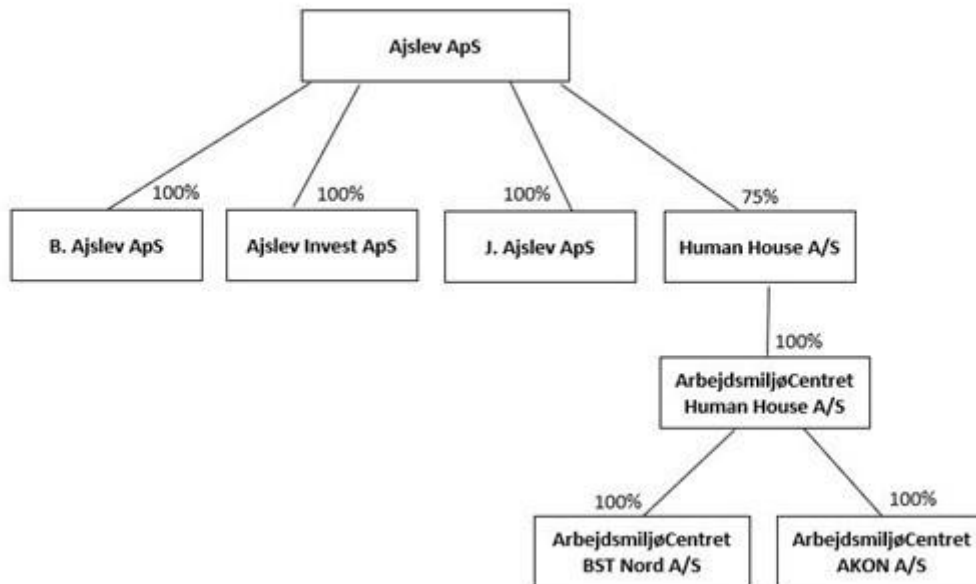 Ajslev ApS
100%
100%
100%
75%
B. Ajslev ApS
Ajslev Invest ApS
J. Ajslev ApS
Human House A/S
100%
ArbejdsmiljøCentret
Human House A/S
100%
100%
ArbejdsmiljøCentret
BST Nord A/S
ArbejdsmiljøCentret
AKON A/S